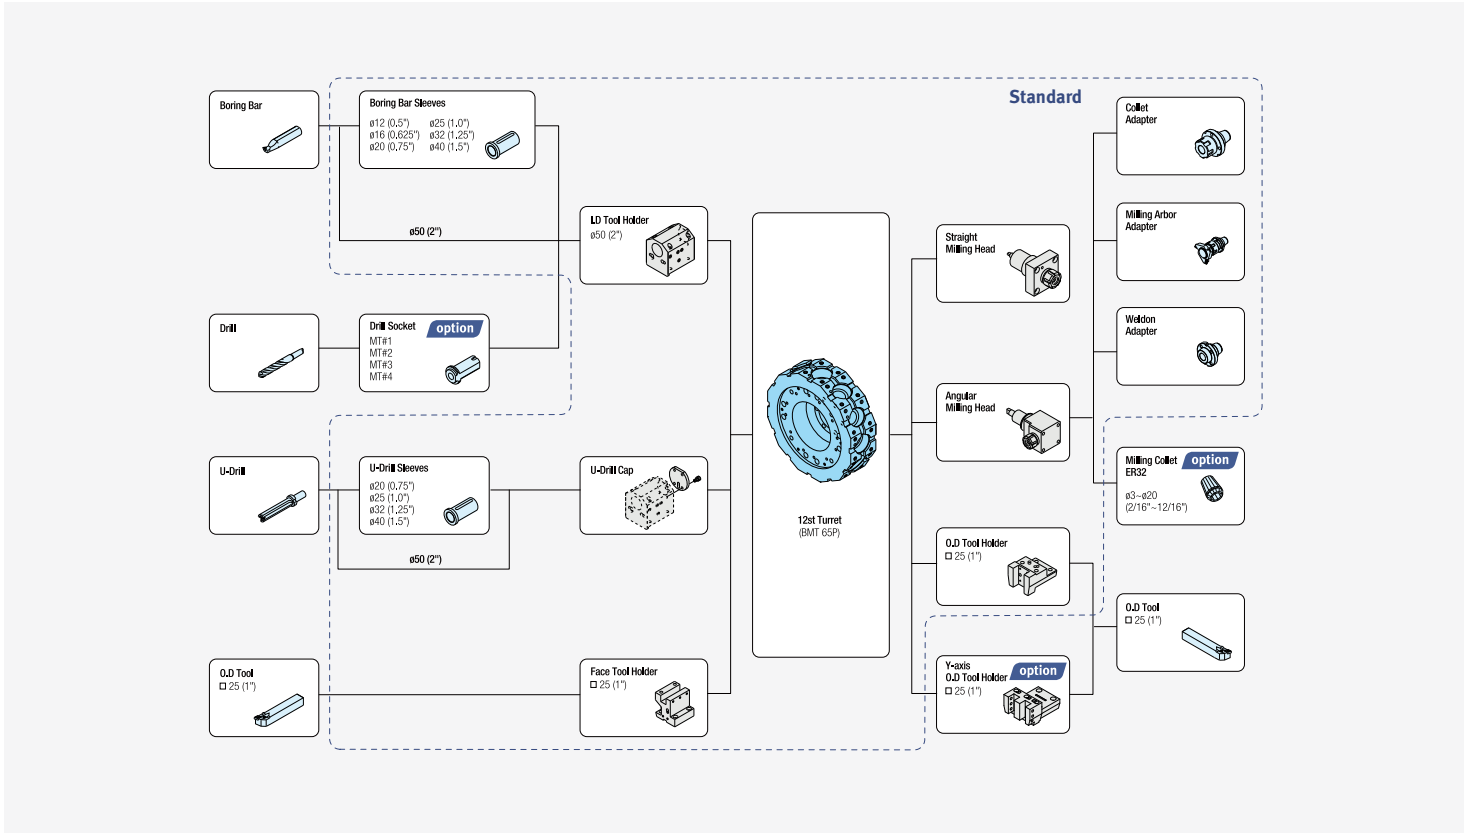 Standard
Boring Bar
Boring Bar Sleeves
ø12 (0.5") ø25 (1.0")
ø16 (0.625") ø32 (1.25")
ø20 (0.75") ø40 (1.5")
ø50 (2")
I.D Tool Holder
ø50 (2")
Drill
Drill Socket
option
MT#1
MT#2
MT#3
MT#4
U-Drill
U-Drill Sleeves
ø20 (0.75")
ø25 (1.0")
ø32 (1.25")
ø40 (1.5")
ø50 (2")
U-Drill Cap
O.D Tool
□ 25 (1")
Face Tool Holder
□ 25 (1")
12st Turret
(BMT 65P)
Straight
Milling Head
Angular
Milling Head
O.D Tool Holder
□ 25 (1")
Y-axis
O.D Tool Holder
option
□ 25 (1")
Collet
Adapter
Milling Arbor
Adapter
Weldon
Adapter
Milling Collet
ER32
option
ø3~ø20
(2/16"~12/16")
O.D Tool
□ 25 (1")